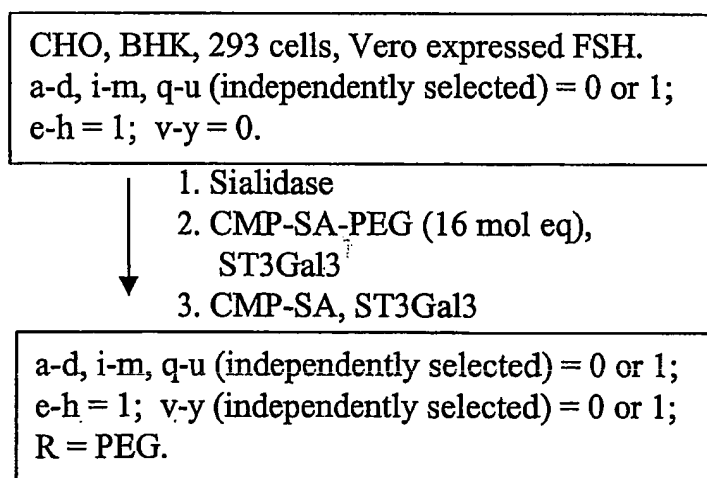 CHO, BHK, 293 cells, Vero expressed FSH.
a-d, i-m, q-u (independently selected) = 0 or 1;
e-h = 1; v-y = 0.
1. Sialidase
2. CMP-SA-PEG (16 mol eq),
ST3Gal3
3. CMP-SA, ST3Gal3
a-d, i-m, q-u (independently selected) = 0 or 1;
e-h = 1; v-y (independently selected) = 0 or 1;
R = PEG.